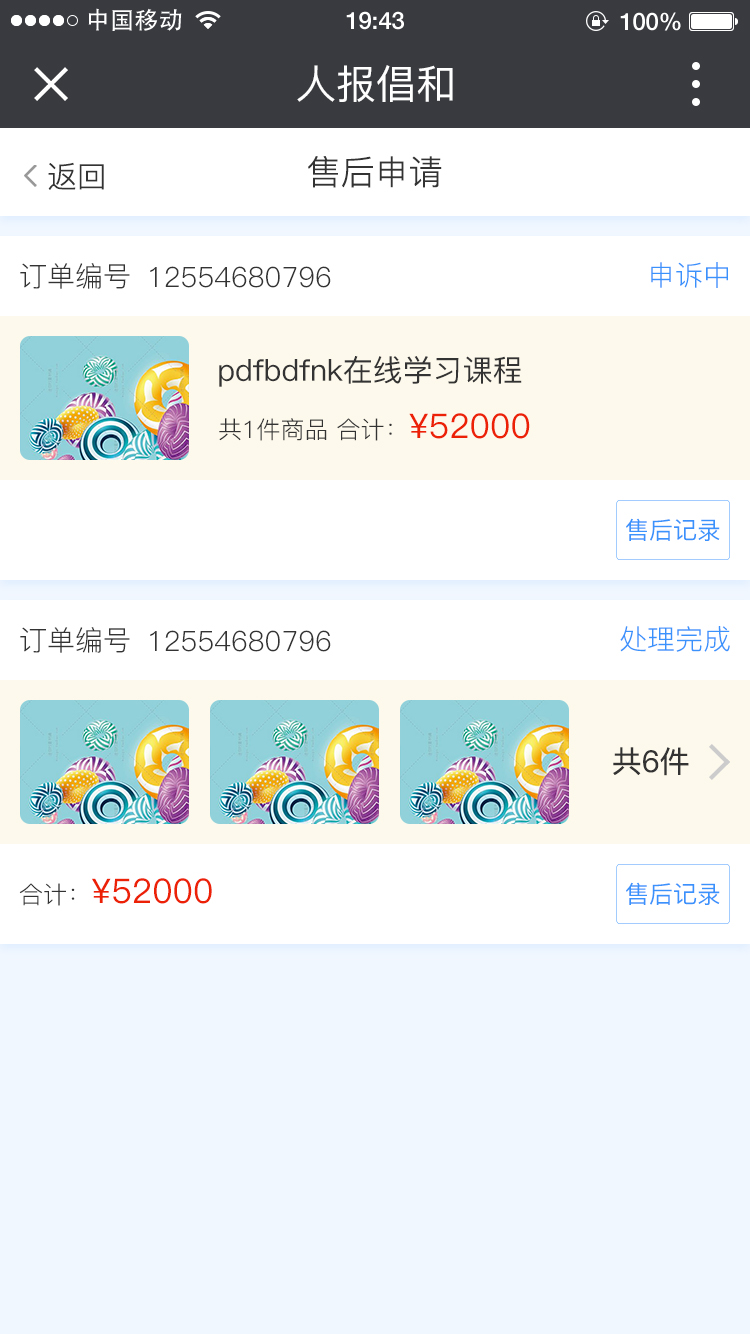 中国移动 19:43 100%
人报倡和
返回 售后申请
订单编号 12554680796 申诉中
pdfbdfnk在线学习课程
共1件商品 合计：¥52000
售后记录
订单编号 12554680796 处理完成
共6件
合计：¥52000 售后记录